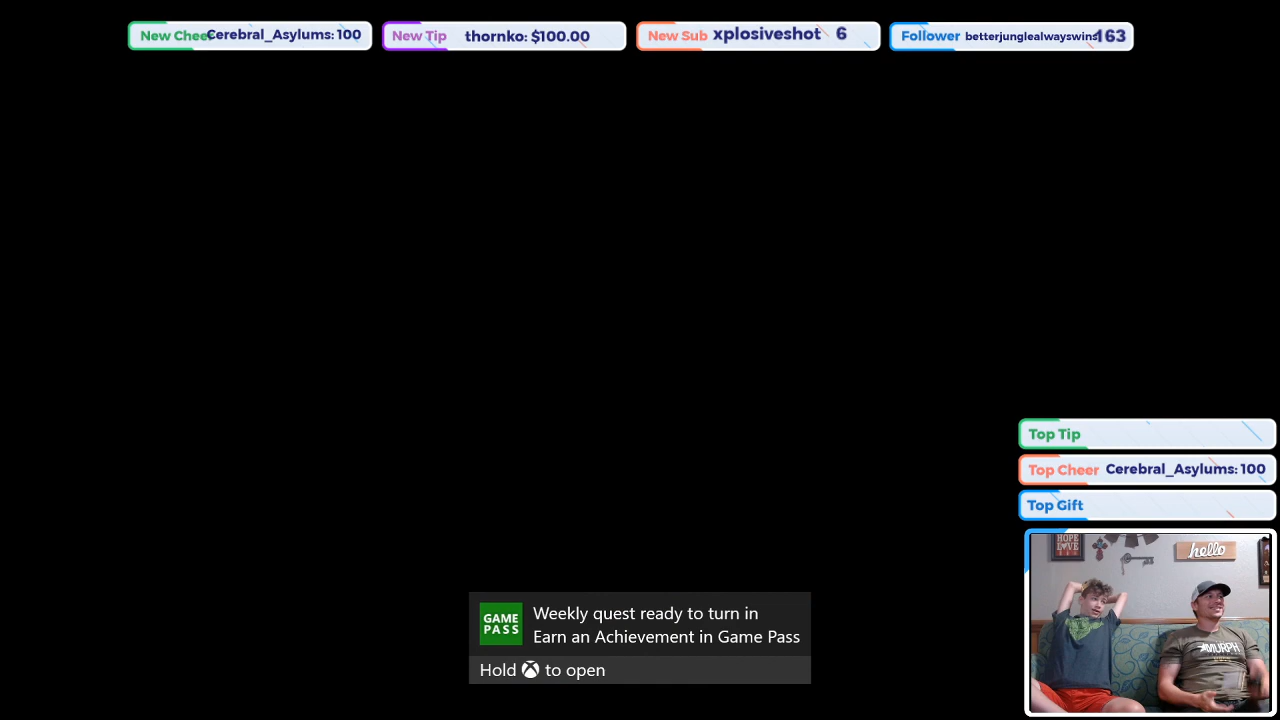 New Cheer Cerebral_Asylums: 100
New Tip thornko: $100.00
New Sub xplosiveshot 6
Follower betterjunglealwayswins 163
Top Tip
Top Cheer Cerebral_Asylums: 100
Top Gift
HOPE
LOVE
hello
MURPH
GAME
PASS
Weekly quest ready to turn in
Earn an Achievement in Game Pass
Hold to open